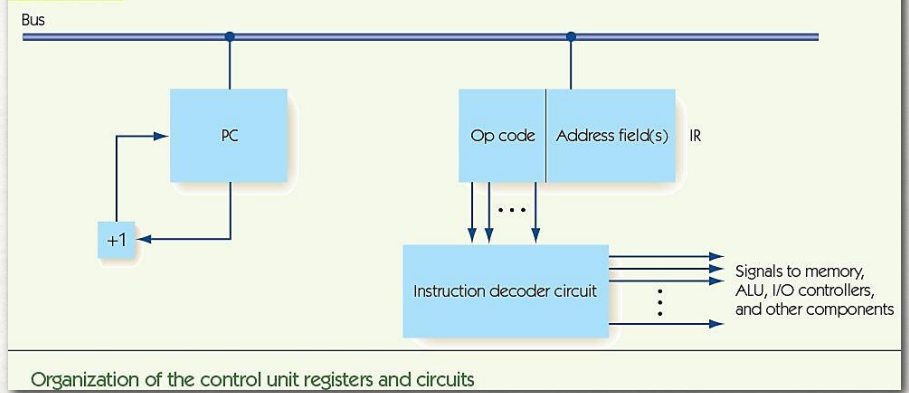 Bus
PC
Op code
Address field(s)
IR
+1
...
Instruction decoder circuit
Signals to memory,
ALU, I/O controllers,
and other components
Organization of the control unit registers and circuits